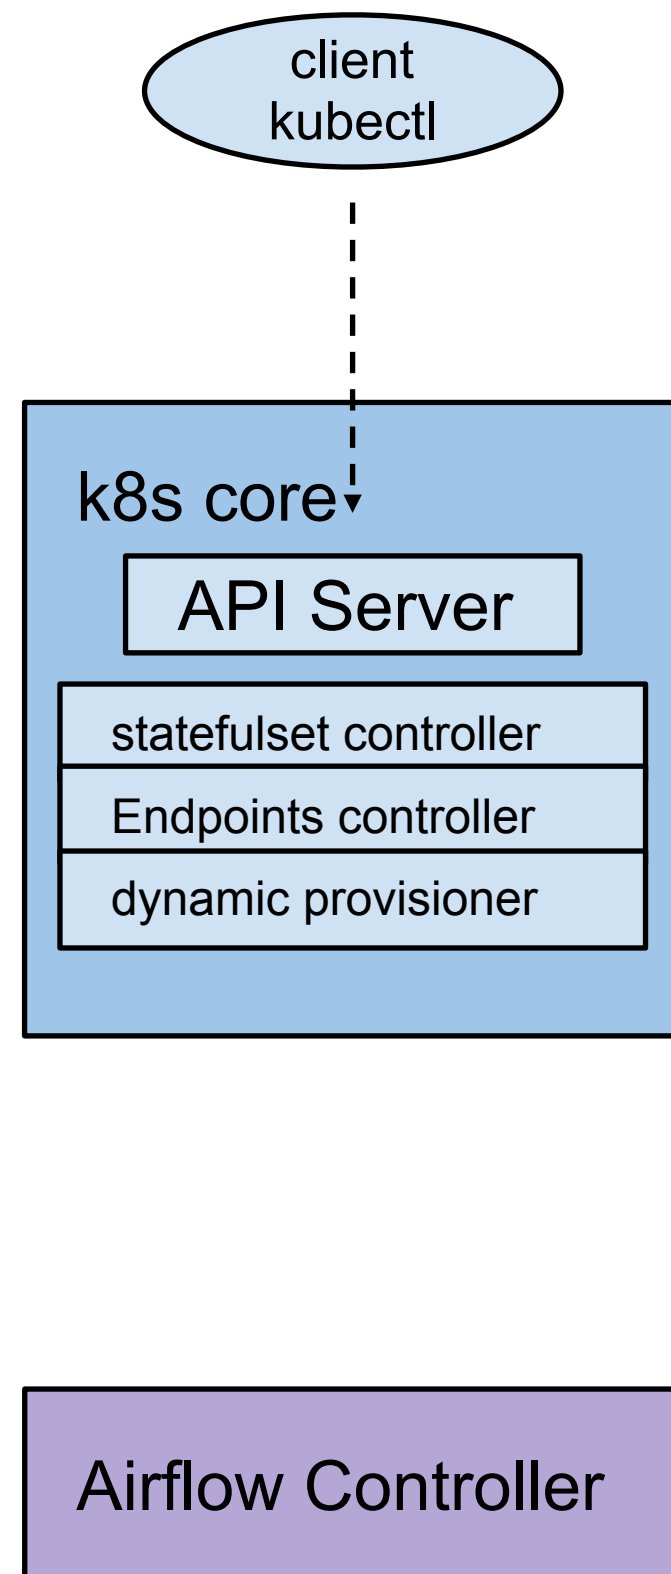 client
kubectl
k8s core
API Server
statefulset controller
Endpoints controller
dynamic provisioner
Airflow Controller